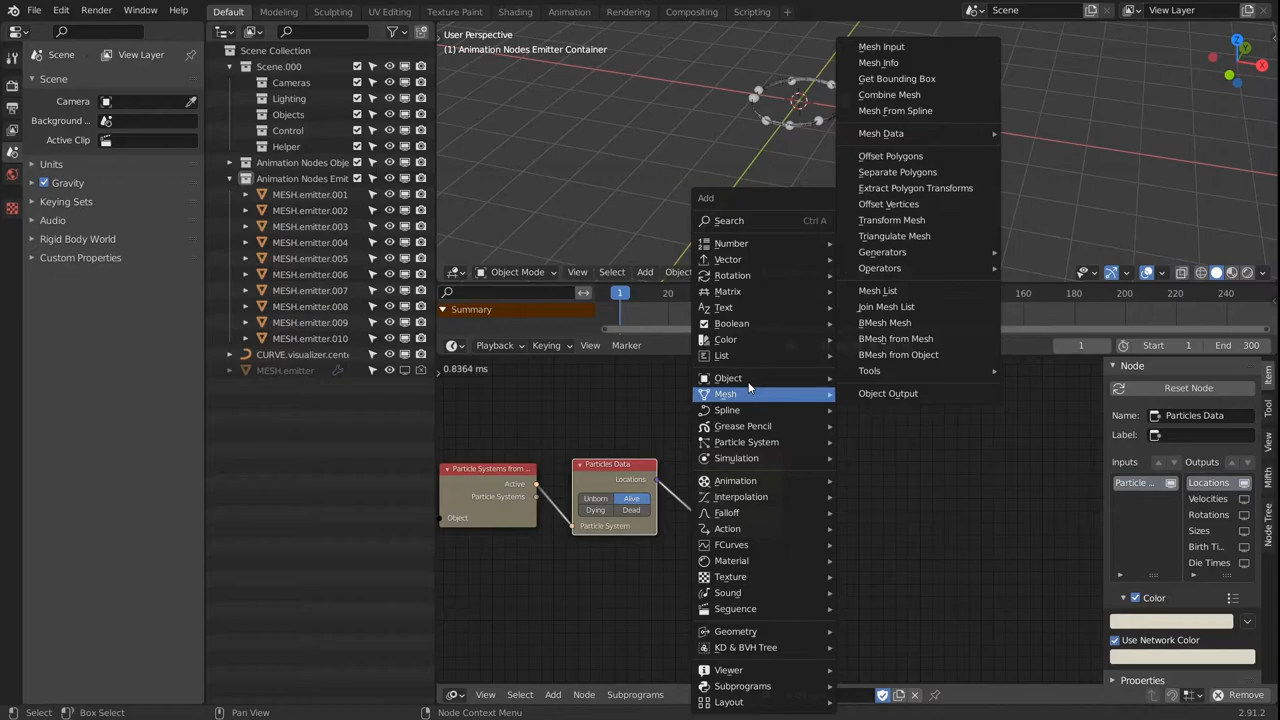 File Edit Render Window Help
Default Modeling Sculpting UV Editing Texture Paint Shading Animation Rendering Compositing Scripting +
Scene View Layer
Scene View Layer
Scene
Camera
Background ...
Active Clip
Units
Gravity
Keying Sets
Audio
Rigid Body World
Custom Properties
Scene Collection
Scene.000
Cameras
Lighting
Objects
Control
Helper
Animation Nodes Obje
Animation Nodes Emit
MESH.emitter.001
MESH.emitter.002
MESH.emitter.003
MESH.emitter.004
MESH.emitter.005
MESH.emitter.006
MESH.emitter.007
MESH.emitter.008
MESH.emitter.009
MESH.emitter.010
CURVE.visualizer.cente
MESH.emitter
User Perspective
(1) Animation Nodes Emitter Container
Z
Y
X
Object Mode View Select Add Object
1 20 160 180 200 220 240
Summary
Playback Keying View Marker
1 Start 1 End 300
0.8364 ms
Particle Systems from ...
Active
Particle Systems
Object
Particles Data
Locations
Unborn Alive
Dying Dead
Particle System
Add
Search Ctrl A
Number
Vector
Rotation
Matrix
Text
Boolean
Color
List
Object
Mesh
Spline
Grease Pencil
Particle System
Simulation
Animation
Interpolation
Falloff
Action
FCurves
Material
Texture
Sound
Sequence
Geometry
KD & BVH Tree
Viewer
Subprograms
Layout
Mesh Input
Mesh Info
Get Bounding Box
Combine Mesh
Mesh From Spline
Mesh Data
Offset Polygons
Separate Polygons
Extract Polygon Transforms
Offset Vertices
Transform Mesh
Triangulate Mesh
Generators
Operators
Mesh List
Join Mesh List
BMesh Mesh
BMesh from Mesh
BMesh from Object
Tools
Object Output
Node
Reset Node
Name: Particles Data
Label:
Inputs Outputs
Particle ... Locations
Velocities
Rotations
Sizes
Birth Ti...
Die Times
Color
Use Network Color
Properties
Item
Tool
View
Mifth
Node Tree
View Select Add Node Subprograms
Remove
Select Box Select Pan View Node Context Menu 2.91.2